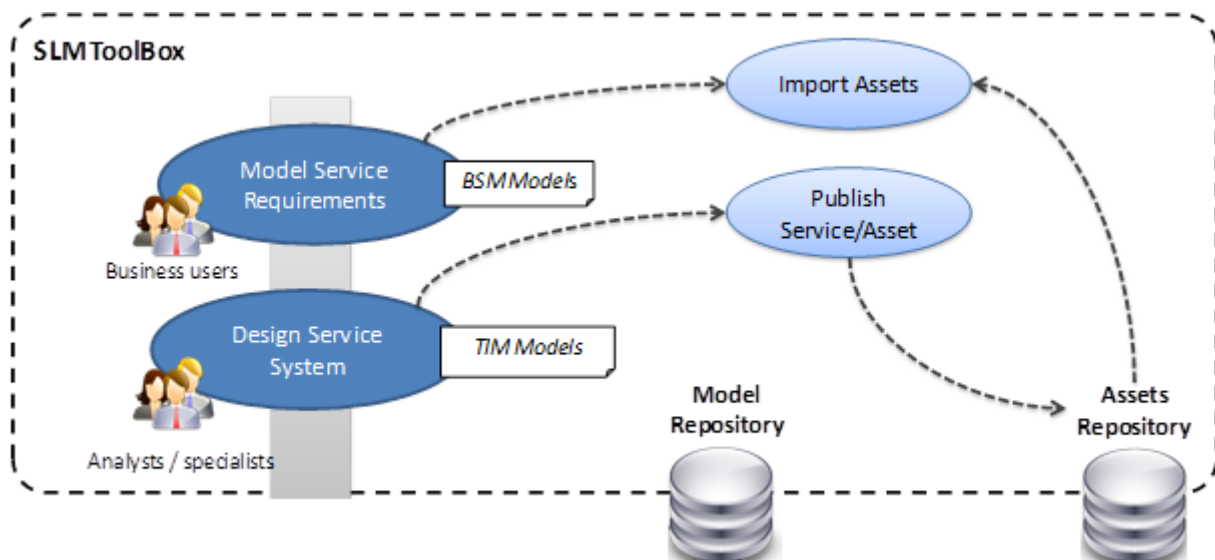 SLMToolBox
Import Assets
Model Service
Requirements
BSM Models
Business users
Publish
Service/Asset
Design Service
System
TIM Models
Analysts / specialists
Model
Repository
Assets
Repository